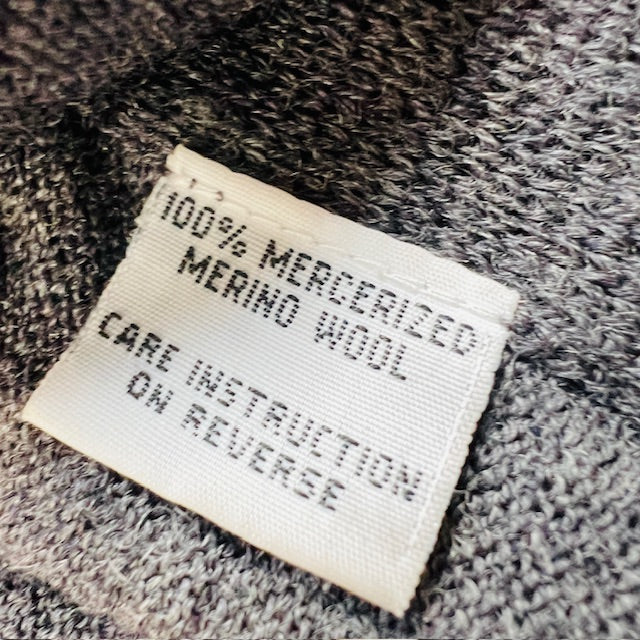 100% MERCERIZED
MERINO WOOL
CARE INSTRUCTION
ON REVERSE